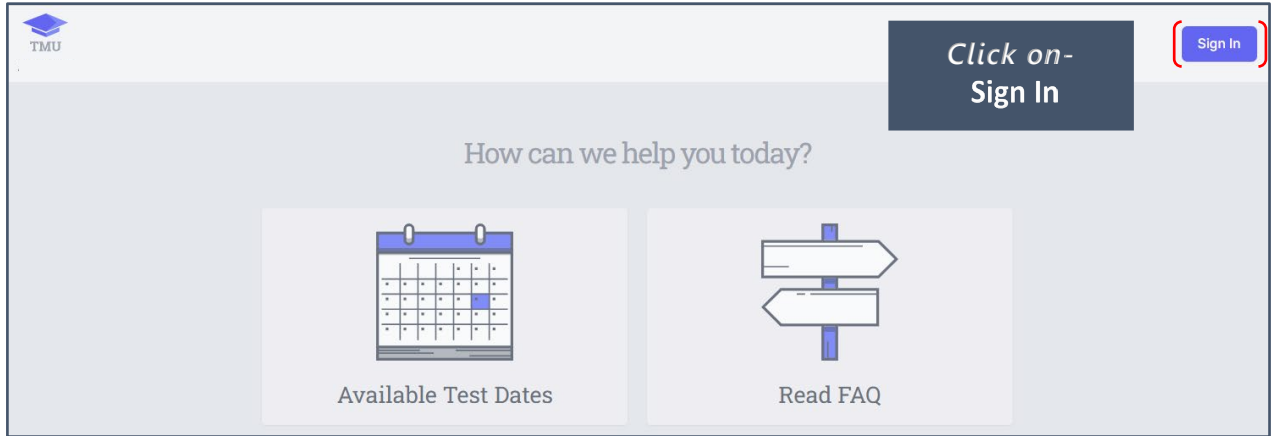 TMU
Click on-
Sign In
Sign In
How can we help you today?
Available Test Dates
Read FAQ